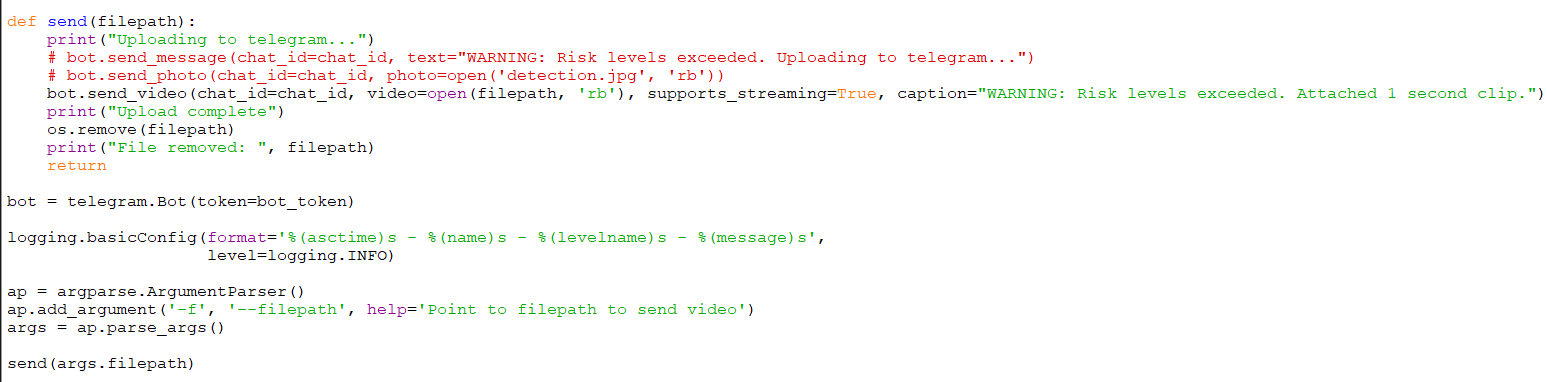 def send(filepath):
    print("Uploading to telegram...")
    # bot.send_message(chat_id=chat_id, text="WARNING: Risk levels exceeded. Uploading to telegram...")
    # bot.send_photo(chat_id=chat_id, photo=open('detection.jpg', 'rb'))
    bot.send_video(chat_id=chat_id, video=open(filepath, 'rb'), supports_streaming=True, caption="WARNING: Risk levels exceeded. Attached 1 second clip.")
    print("Upload complete")
    os.remove(filepath)
    print("File removed: ", filepath)
    return

bot = telegram.Bot(token=bot_token)

logging.basicConfig(format='%(asctime)s - %(name)s - %(levelname)s - %(message)s',
                    level=logging.INFO)

ap = argparse.ArgumentParser()
ap.add_argument('-f', '--filepath', help='Point to filepath to send video')
args = ap.parse_args()

send(args.filepath)